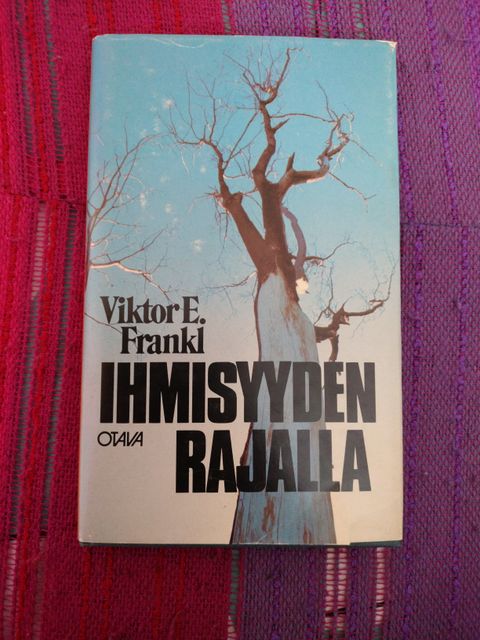 Viktor E.
Frankl
IHMISYYDEN
OTAVA
RAJALLA